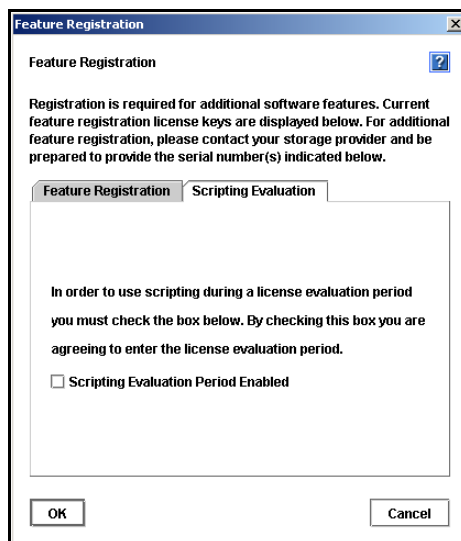 Feature Registration
Feature Registration
?
Registration is required for additional software features. Current
feature registration license keys are displayed below. For additional
feature registration, please contact your storage provider and be
prepared to provide the serial number(s) indicated below.
Feature Registration
Scripting Evaluation
In order to use scripting during a license evaluation period
you must check the box below. By checking this box you are
agreeing to enter the license evaluation period.
Scripting Evaluation Period Enabled
OK
Cancel